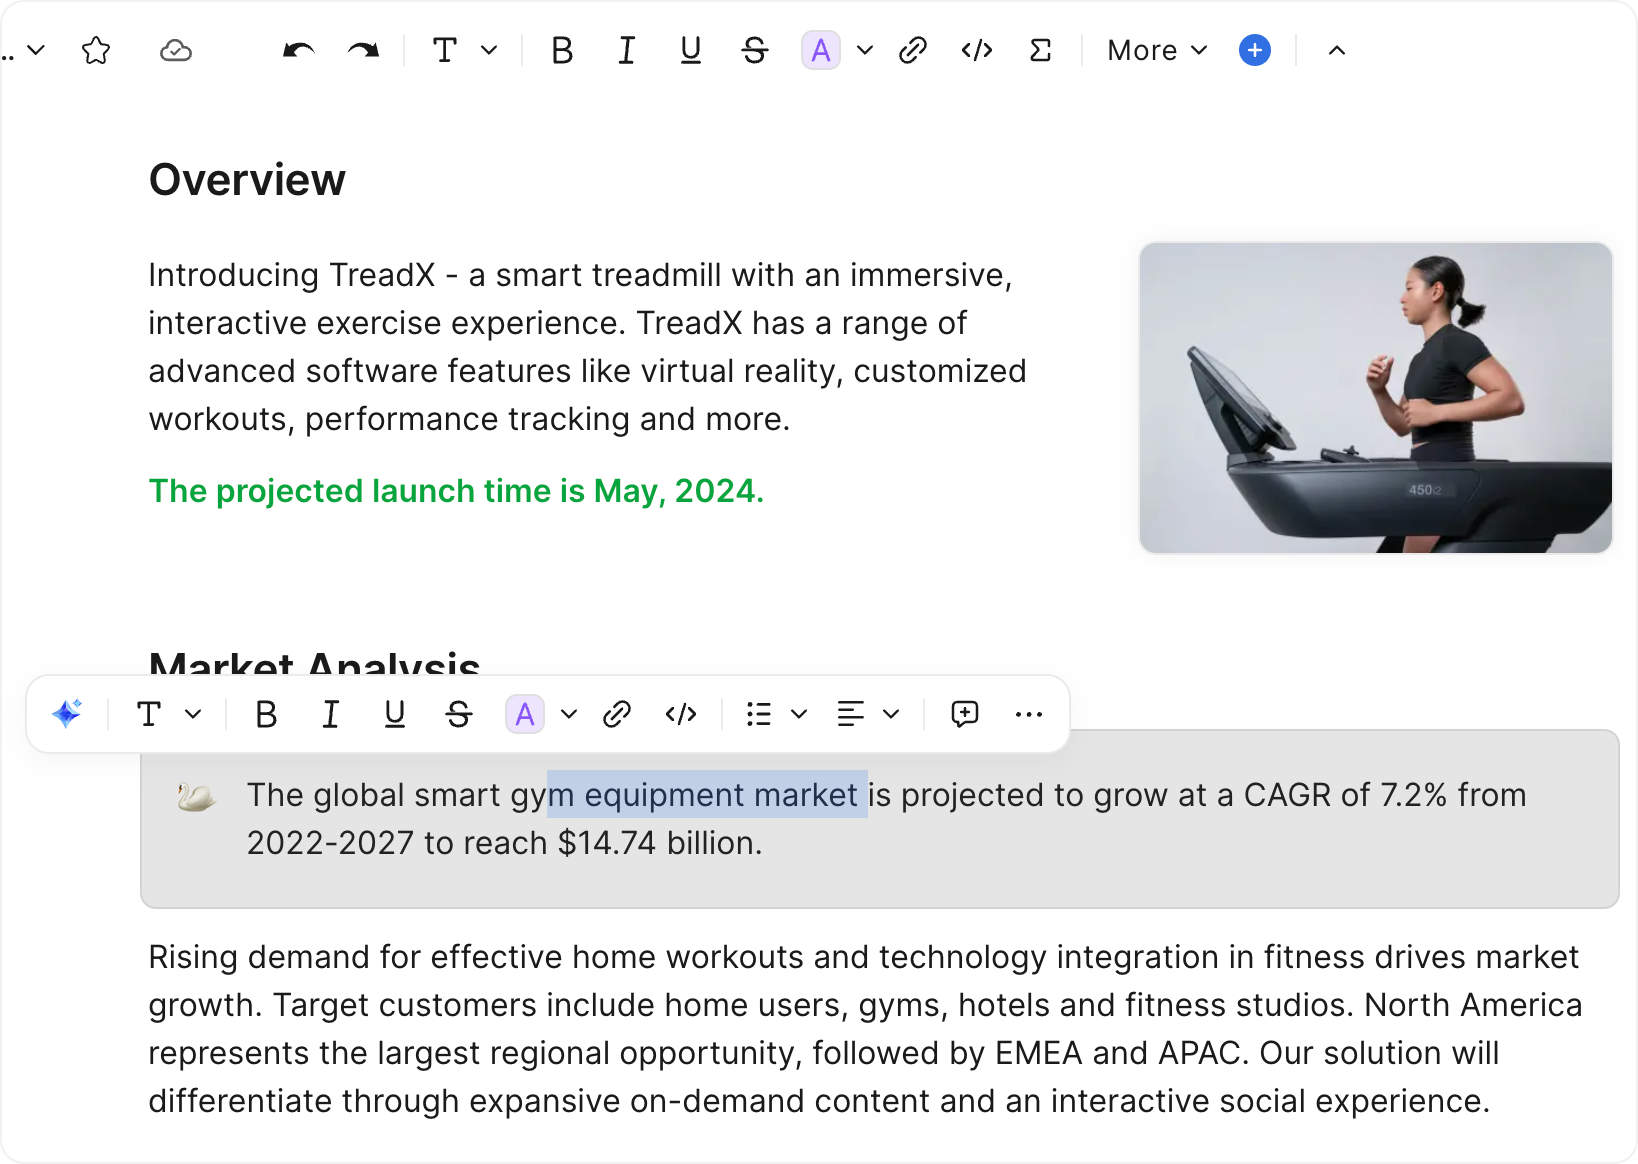 More
Overview
Introducing TreadX - a smart treadmill with an immersive,
interactive exercise experience. TreadX has a range of
advanced software features like virtual reality, customized
workouts, performance tracking and more.
The projected launch time is May, 2024.
450i2
Market Analysis
The global smart gym equipment market is projected to grow at a CAGR of 7.2% from
2022-2027 to reach $14.74 billion.
Rising demand for effective home workouts and technology integration in fitness drives market
growth. Target customers include home users, gyms, hotels and fitness studios. North America
represents the largest regional opportunity, followed by EMEA and APAC. Our solution will
differentiate through expansive on-demand content and an interactive social experience.